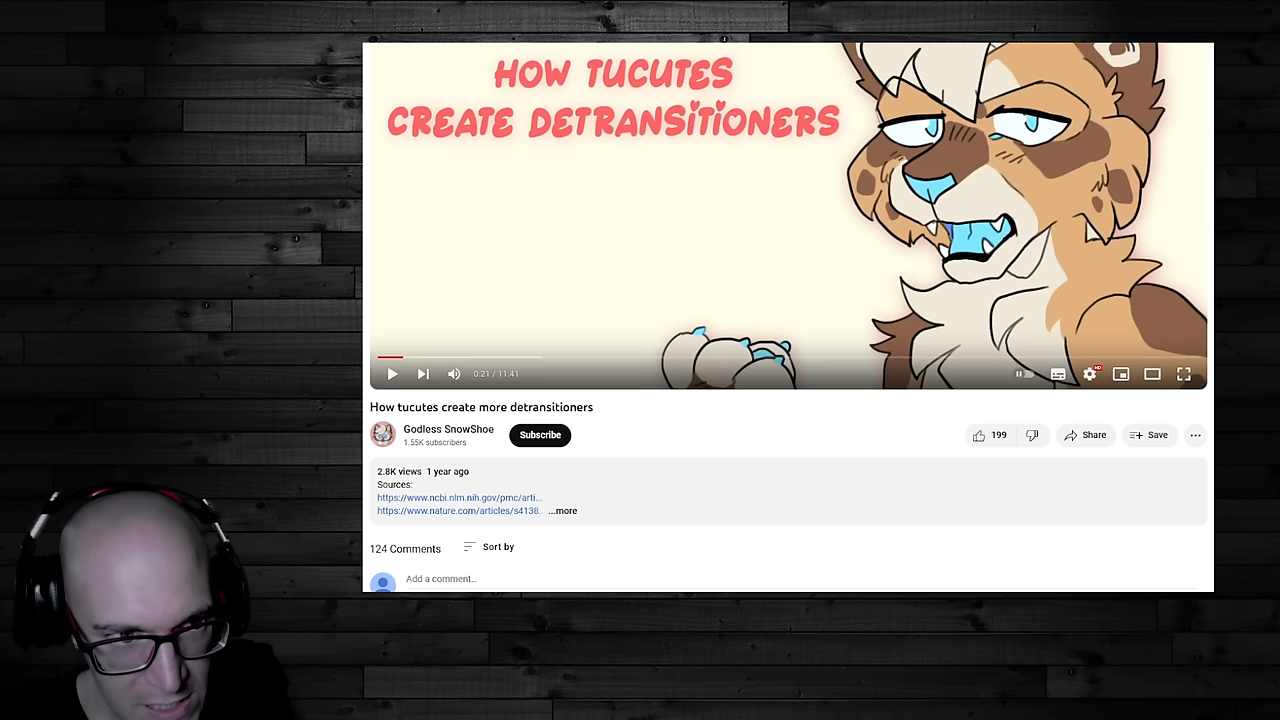 HOW TUCUTES
CREATE DETRANSITIONERS
0:21 / 11:41
HD
How tucutes create more detransitioners
Godless SnowShoe
1.55K subscribers
Subscribe
199
Share
Save
2.8K views 1 year ago
Sources:
https://www.ncbi.nlm.nih.gov/pmc/arti...
https://www.nature.com/articles/s4138... ...more
124 Comments
Sort by
Add a comment...